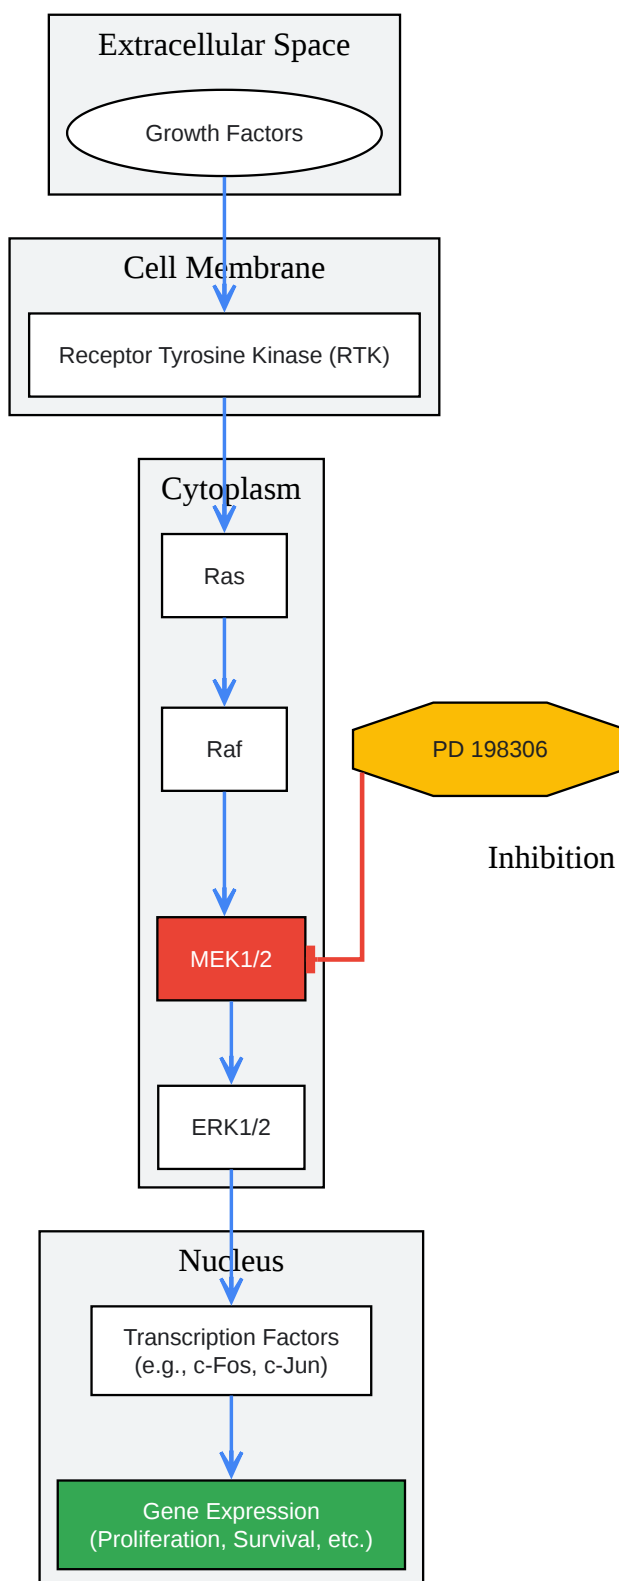 Extracellular Space
Growth Factors
Cell Membrane
Receptor Tyrosine Kinase (RTK)
Cytoplasm
Ras
Raf
PD 198306
Inhibition
MEK1/2
ERK1/2
Nucleus
Transcription Factors
(e.g., c-Fos, c-Jun)
Gene Expression
(Proliferation, Survival, etc.)